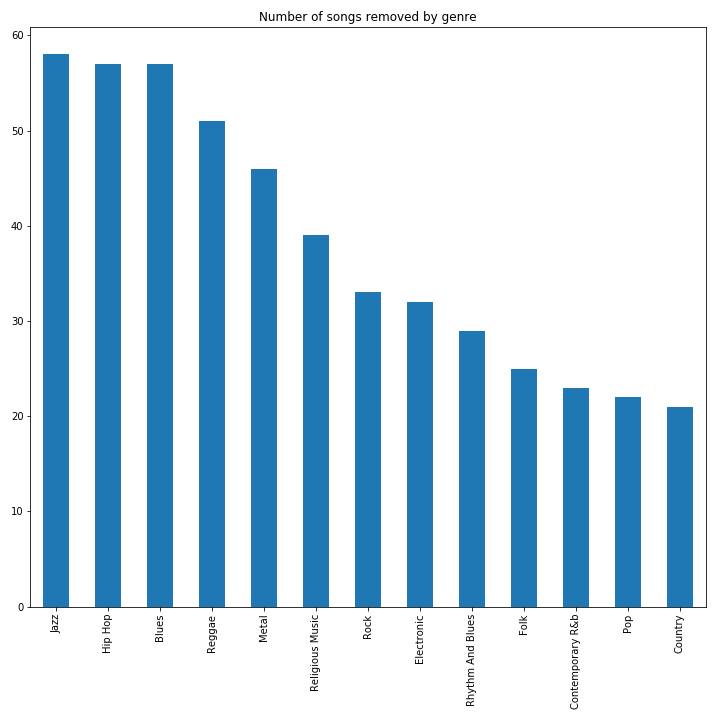 Number of songs removed by genre
60
50
40
30
20
10
0
Jazz
Hip Hop
Blues
Reggae
Metal
Religious Music
Rock
Electronic
Rhythm And Blues
Folk
Contemporary R&b
Pop
Country